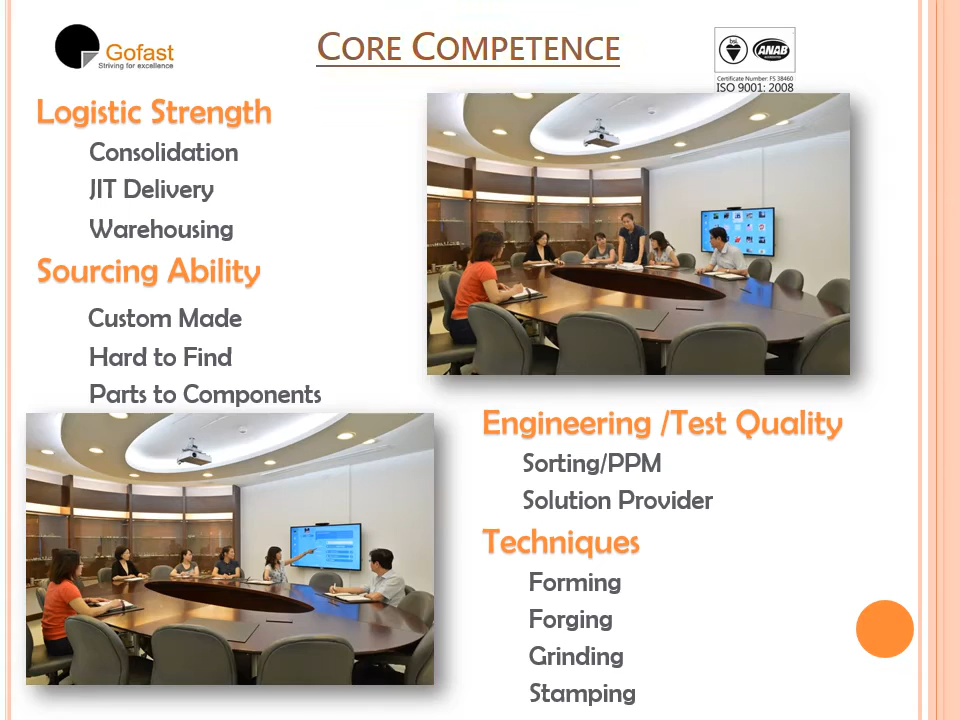 Gofast
Striving for excellence
CORE COMPETENCE
bsi.
ANAB
ACCREDITED
Certificate Number: FS 38460
ISO 9001: 2008
Logistic Strength
Consolidation
JIT Delivery
Warehousing
Sourcing Ability
Custom Made
Hard to Find
Parts to Components
Engineering /Test Quality
Sorting/PPM
Solution Provider
Techniques
Forming
Forging
Grinding
Stamping